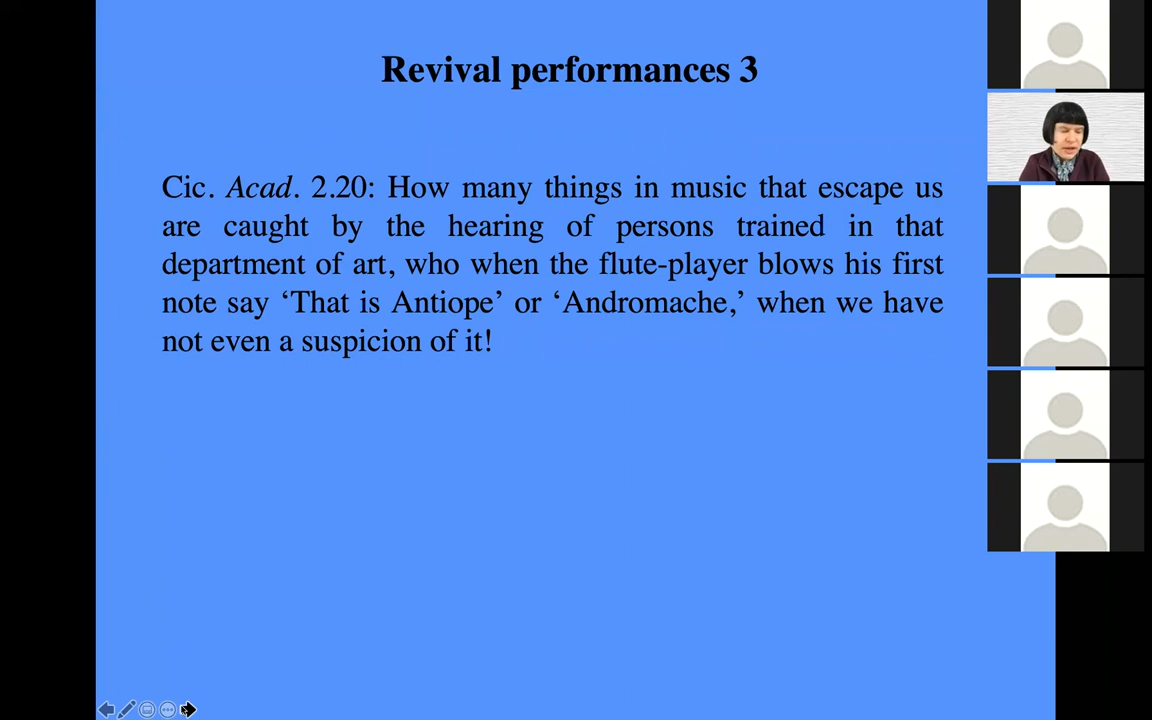 Revival performances 3
Cic. Acad. 2.20: How many things in music that escape us
are caught by the hearing of persons trained in that
department of art, who when the flute-player blows his first
note say ‘That is Antiope’ or ‘Andromache,’ when we have
not even a suspicion of it!